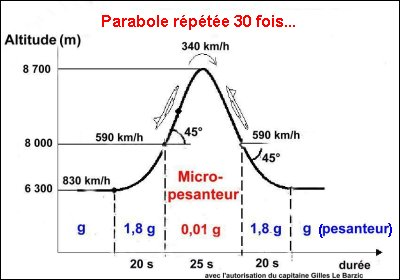 Parabole répétée 30 fois...
Altitude (m)
340 km/h
8 700
8 000
590 km/h
45°
590 km/h
45°
830 km/h
6 300
Micro-
pesanteur
g
1,8 g
0,01 g
1,8 g
g (pesanteur)
20 s
25 s
20 s
durée
avec l'autorisation du capitaine Gilles Le Barzic